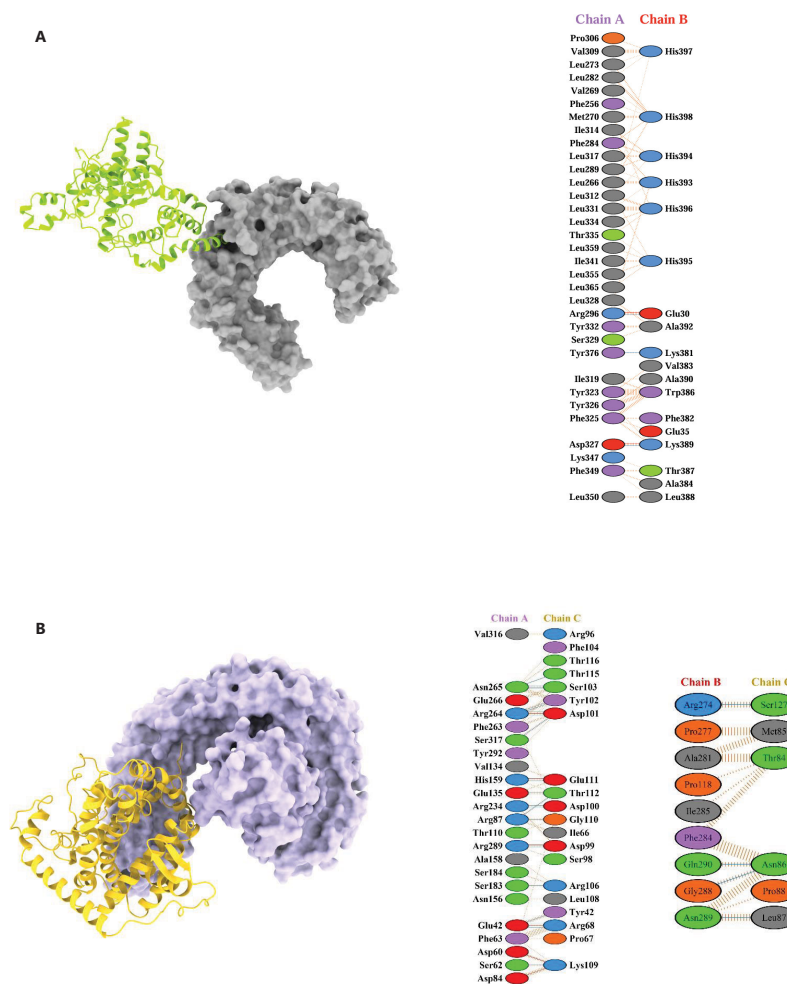 A
Chain A Chain B
Pro306
Val309 His397
Leu273
Leu282
Val269
Phe256
Met270 His398
Ile314
Phe284
Leu317 His394
Leu289
Leu266 His393
Leu312
Leu331 His396
Leu334
Thr335
Leu359
Ile341 His395
Leu355
Leu365
Leu328
Arg296 Glu30
Tyr332 Ala392
Ser329
Tyr376 Lys381
Val383
Ile319 Ala390
Tyr323 Trp386
Tyr326
Phe325 Phe382
Glu35
Asp327 Lys389
Lys347
Phe349 Thr387
Ala384
Leu350 Leu388
B
Chain A Chain C
Val316 Arg96
Phe104
Thr116
Thr115
Asn265 Ser103
Glu266 Tyr102
Arg264 Asp101
Phe263
Ser317
Tyr292
Val134
His159 Glu111
Glu135 Thr112
Arg234 Asp100
Arg87 Gly110
Thr110 Ile66
Arg289 Asp99
Ala158 Ser98
Ser184
Ser183 Arg106
Asn156 Leu108
Tyr42
Glu42 Arg68
Phe63 Pro67
Asp60
Ser62 Lys109
Asp84
Chain B Chain C
Arg274 Ser127
Pro277 Met85
Ala281 Thr84
Pro118
Ile285
Phe284
Gln290 Asn86
Gly288 Pro88
Asn289 Leu87